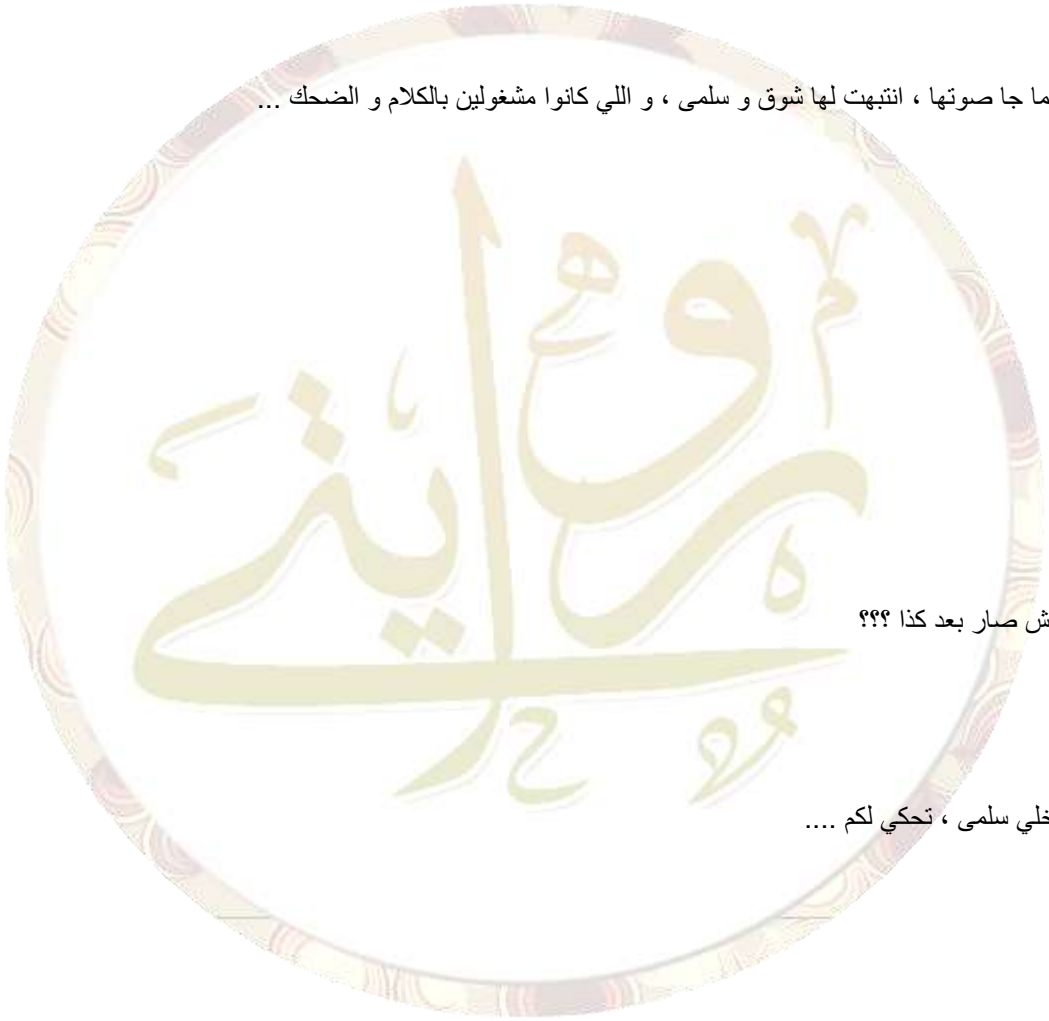 ما جا صوتها ، انتبهت لها شوق و سلمى ، و اللي كانوا مشغولين بالكلام و الضحك ...
روايتي
ش صار بعد كذا ؟؟؟
خلي سلمى ، تحكي لكم ....